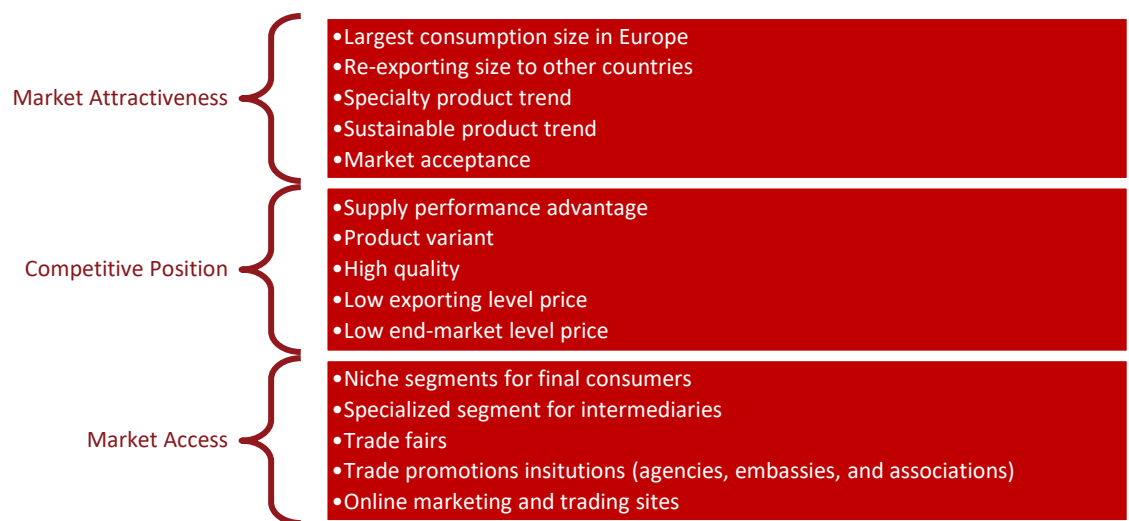 Market Attractiveness
•Largest consumption size in Europe
•Re-exporting size to other countries
•Specialty product trend
•Sustainable product trend
•Market acceptance
Competitive Position
•Supply performance advantage
•Product variant
•High quality
•Low exporting level price
•Low end-market level price
Market Access
•Niche segments for final consumers
•Specialized segment for intermediaries
•Trade fairs
•Trade promotions insitutions (agencies, embassies, and associations)
•Online marketing and trading sites